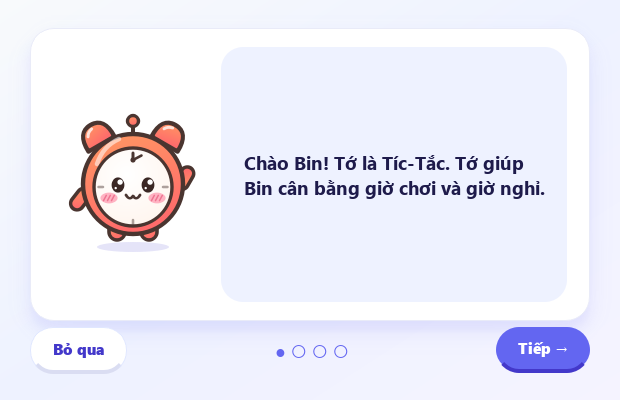 Chào Bin! Tớ là Tíc-Tắc. Tớ giúp
Bin cân bằng giờ chơi và giờ nghỉ.
Bỏ qua
Tiếp →